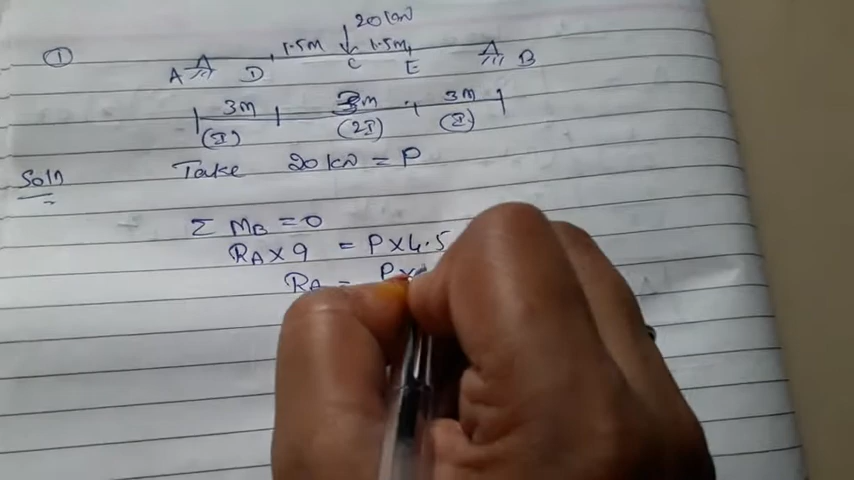 20 kN
① A D 1.5m C 1.5m E B
3m 3m 3m
(I) (2I) (I)
Soln Take 20 kN = P
Σ MB = 0
RA × 9 = P × 4.5
RA = P ×